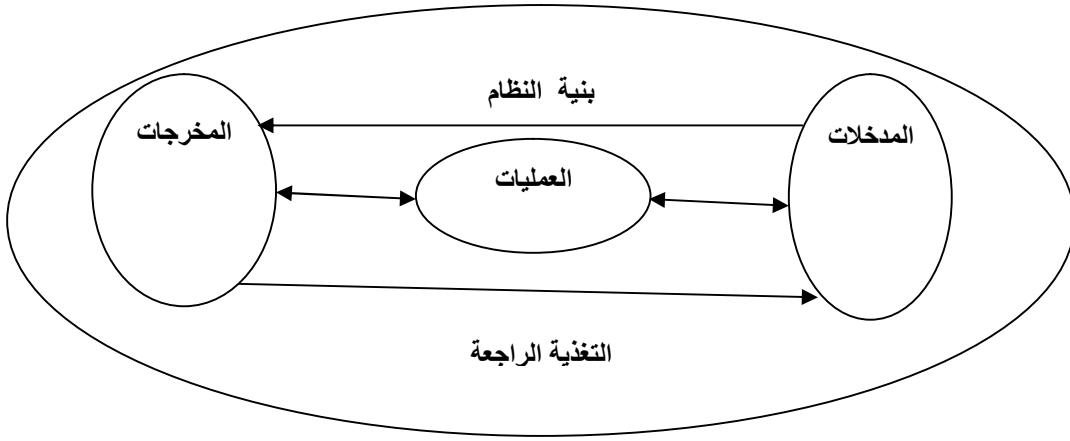 بنية النظام
المدخلات
المخرجات
العمليات
التغذية الراجعة